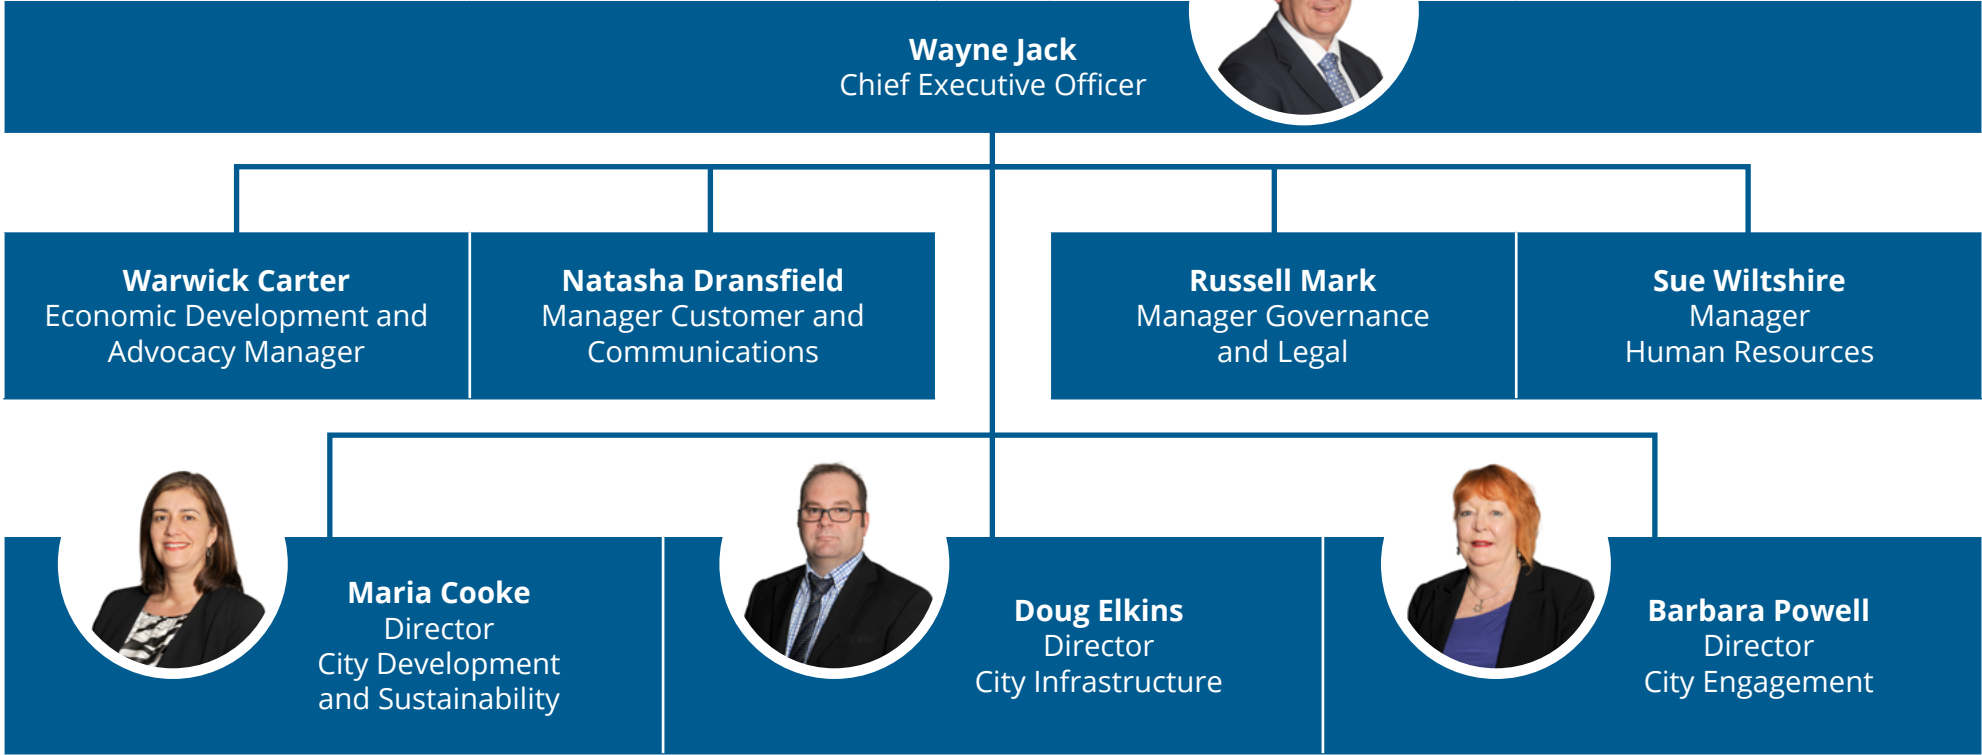 Wayne Jack
Chief Executive Officer
Warwick Carter
Economic Development and
Advocacy Manager
Natasha Dransfield
Manager Customer and
Communications
Russell Mark
Manager Governance
and Legal
Sue Wiltshire
Manager
Human Resources
Maria Cooke
Director
City Development
and Sustainability
Doug Elkins
Director
City Infrastructure
Barbara Powell
Director
City Engagement